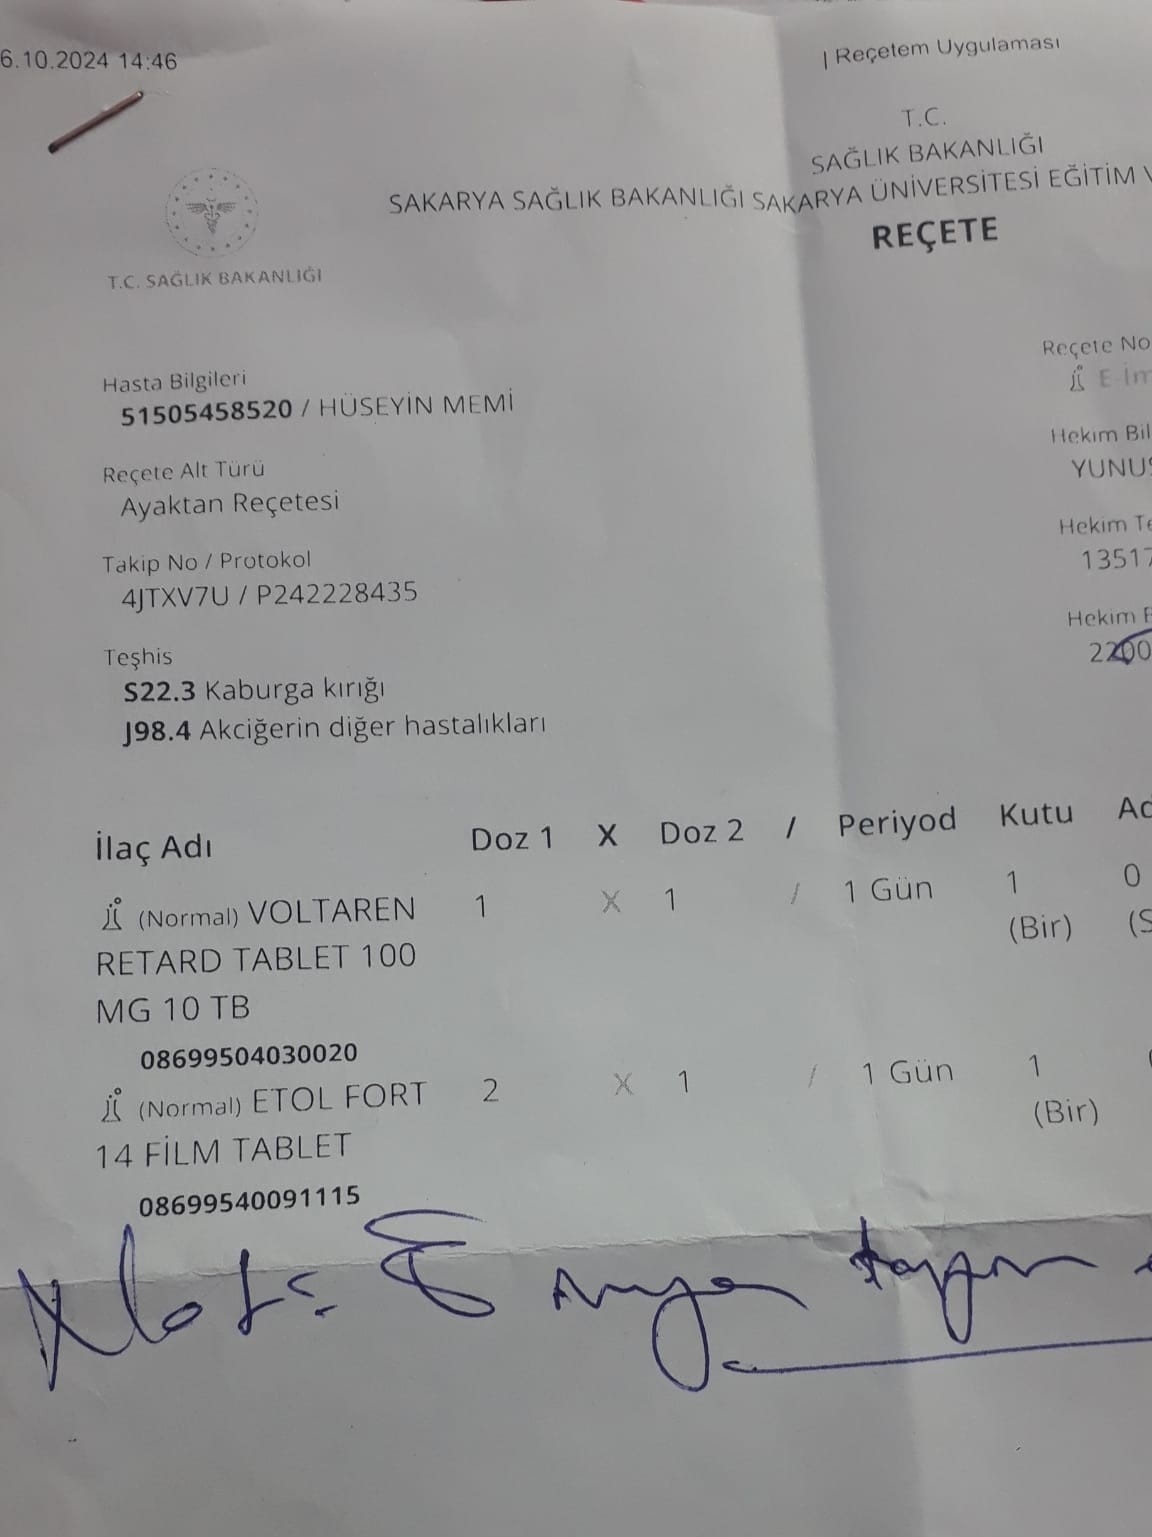 6.10.2024 14:46
| Reçetem Uygulaması
T.C.
SAĞLIK BAKANLIĞI
SAKARYA SAĞLIK BAKANLIĞI SAKARYA ÜNİVERSİTESİ EĞİTİM
REÇETE
T.C. SAĞLIK BAKANLIĞI
Hasta Bilgileri
51505458520 / HÜSEYİN MEMİ
Reçete Alt Türü
Ayaktan Reçetesi
Takip No / Protokol
4JTXV7U / P242228435
Teşhis
S22.3 Kaburga kırığı
J98.4 Akciğerin diğer hastalıkları
Reçete No
E-İm
Hekim Bil
YUNUS
Hekim Te
13517
Hekim
2200
İlaç Adı Doz 1 X Doz 2 / Periyod Kutu Ad
(Normal) VOLTAREN 1 X 1 / 1 Gün 1 0
RETARD TABLET 100 (Bir) (S
MG 10 TB
08699504030020
(Normal) ETOL FORT 2 X 1 / 1 Gün 1
14 FİLM TABLET (Bir)
08699540091115
Not: